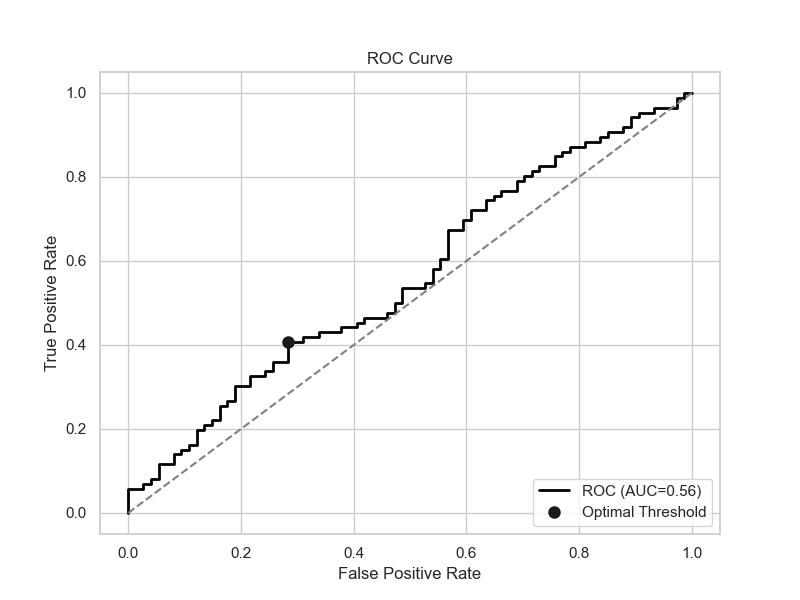 ROC Curve
1.0
0.8
0.6
0.4
0.2
0.0
True Positive Rate
0.0 0.2 0.4 0.6 0.8 1.0
False Positive Rate
ROC (AUC=0.56)
Optimal Threshold